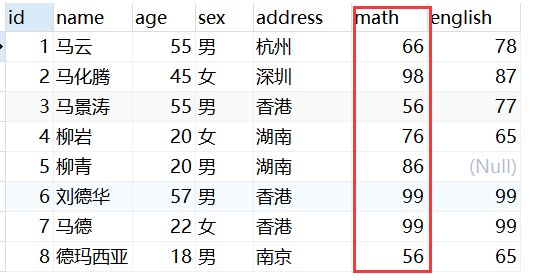 id name age sex address math english
1 马云 55 男 杭州 66 78
2 马化腾 45 女 深圳 98 87
3 马景涛 55 男 香港 56 77
4 柳岩 20 女 湖南 76 65
5 柳青 20 男 湖南 86 (Null)
6 刘德华 57 男 香港 99 99
7 马德 22 女 香港 99 99
8 德玛西亚 18 男 南京 56 65